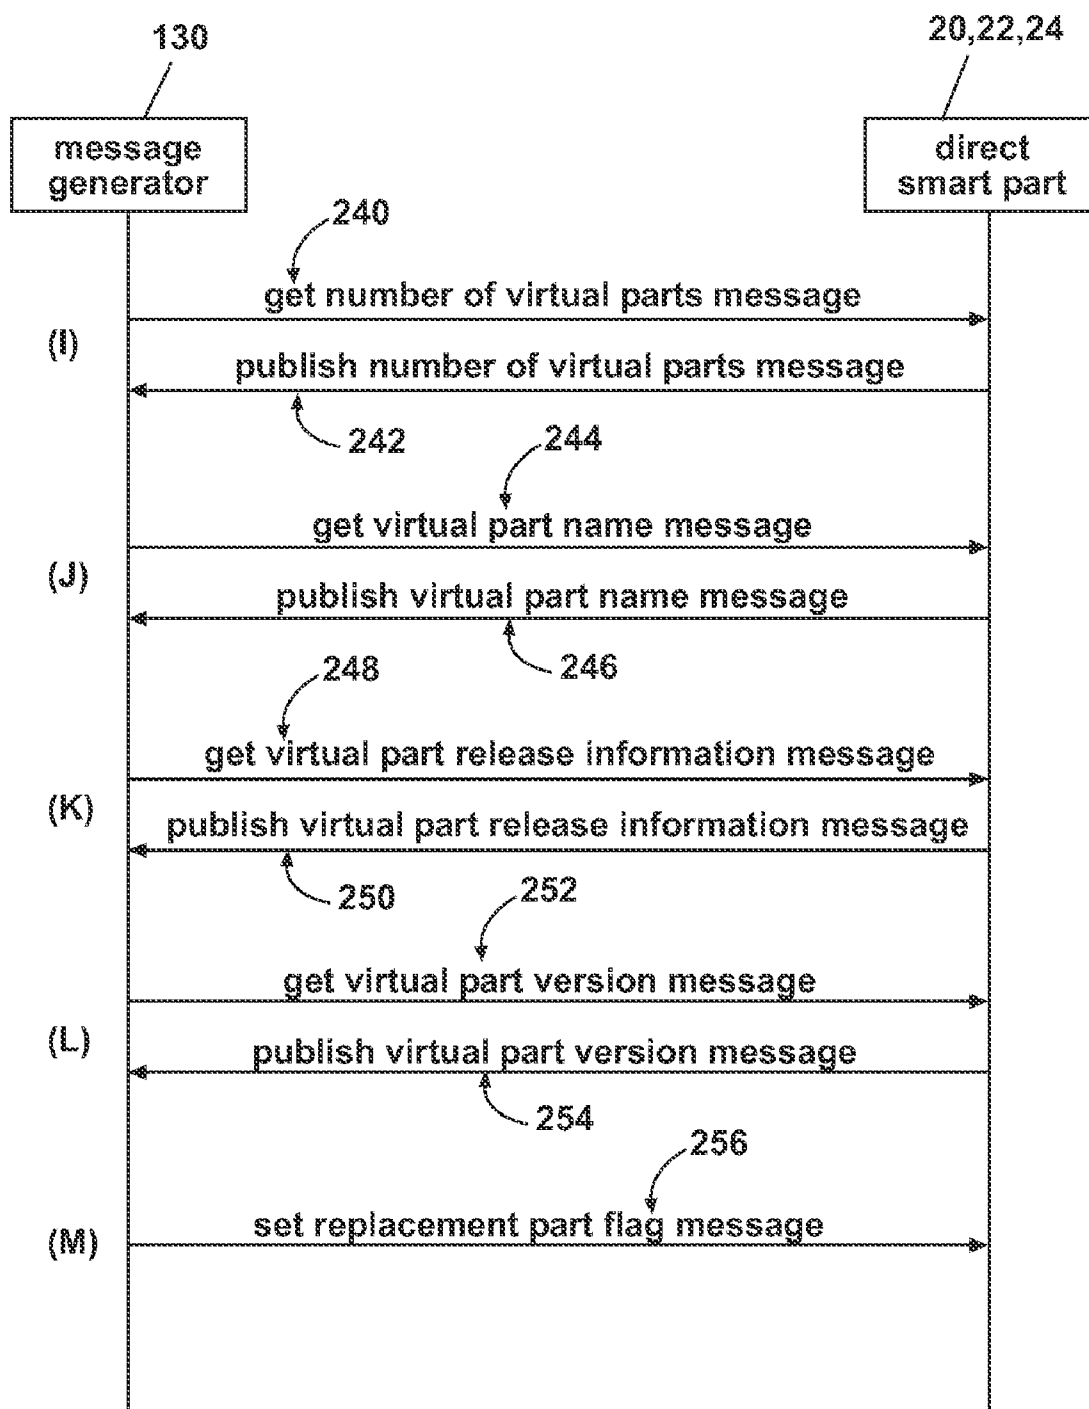 130
20,22,24
message
generator
direct
smart part
240
get number of virtual parts message
(I)
publish number of virtual parts message
242
244
get virtual part name message
(J)
publish virtual part name message
246
248
get virtual part release information message
(K)
publish virtual part release information message
250
252
get virtual part version message
(L)
publish virtual part version message
254
256
set replacement part flag message
(M)